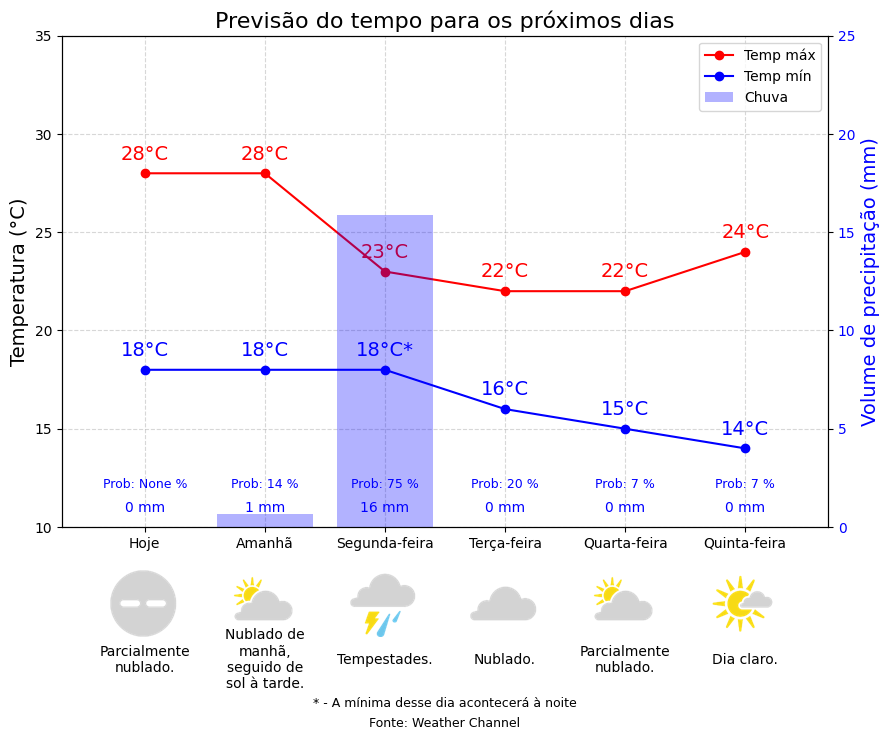 Previsão do tempo para os próximos dias
35
30
25
20
15
10
Temperatura (°C)
25
20
15
10
5
0
Volume de precipitação (mm)
Temp máx
Temp mín
Chuva
28°C
28°C
23°C
22°C
22°C
24°C
18°C
18°C
18°C*
16°C
15°C
14°C
Prob: None %
Prob: 14 %
Prob: 75 %
Prob: 20 %
Prob: 7 %
Prob: 7 %
0 mm
1 mm
16 mm
0 mm
0 mm
0 mm
Hoje
Amanhã
Segunda-feira
Terça-feira
Quarta-feira
Quinta-feira
Parcialmente
nublado.
Nublado de
manhã,
seguido de
sol à tarde.
Tempestades.
Nublado.
Parcialmente
nublado.
Dia claro.
* - A mínima desse dia acontecerá à noite
Fonte: Weather Channel